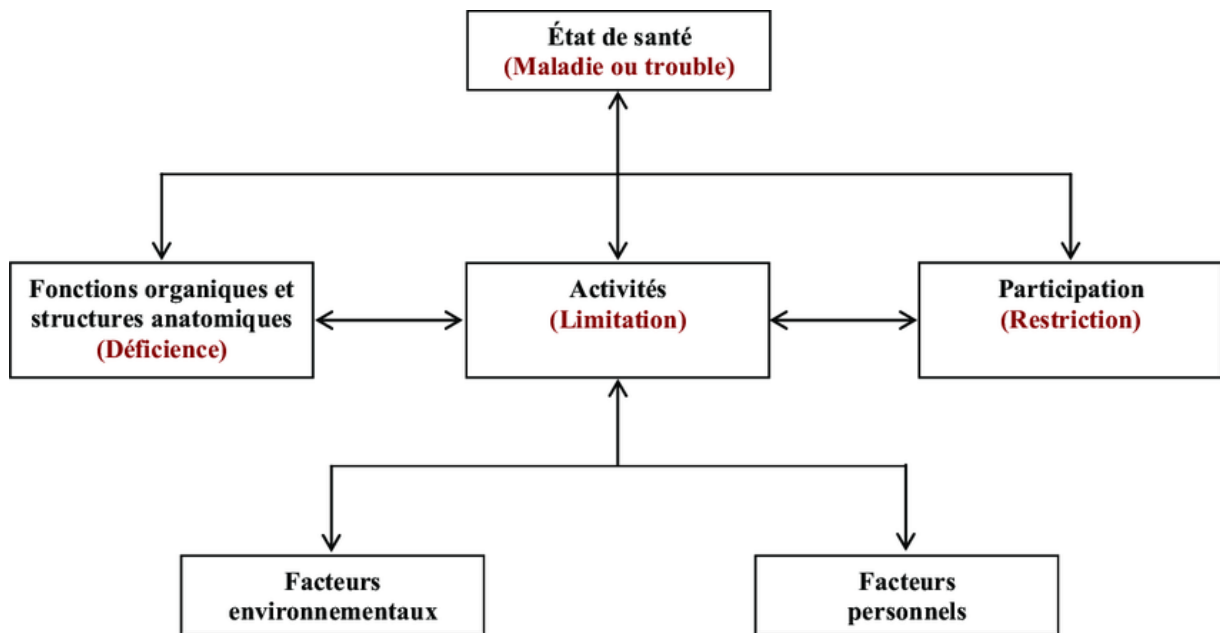 État de santé
(Maladie ou trouble)
Fonctions organiques et
structures anatomiques
(Déficience)
Activités
(Limitation)
Participation
(Restriction)
Facteurs
environnementaux
Facteurs
personnels